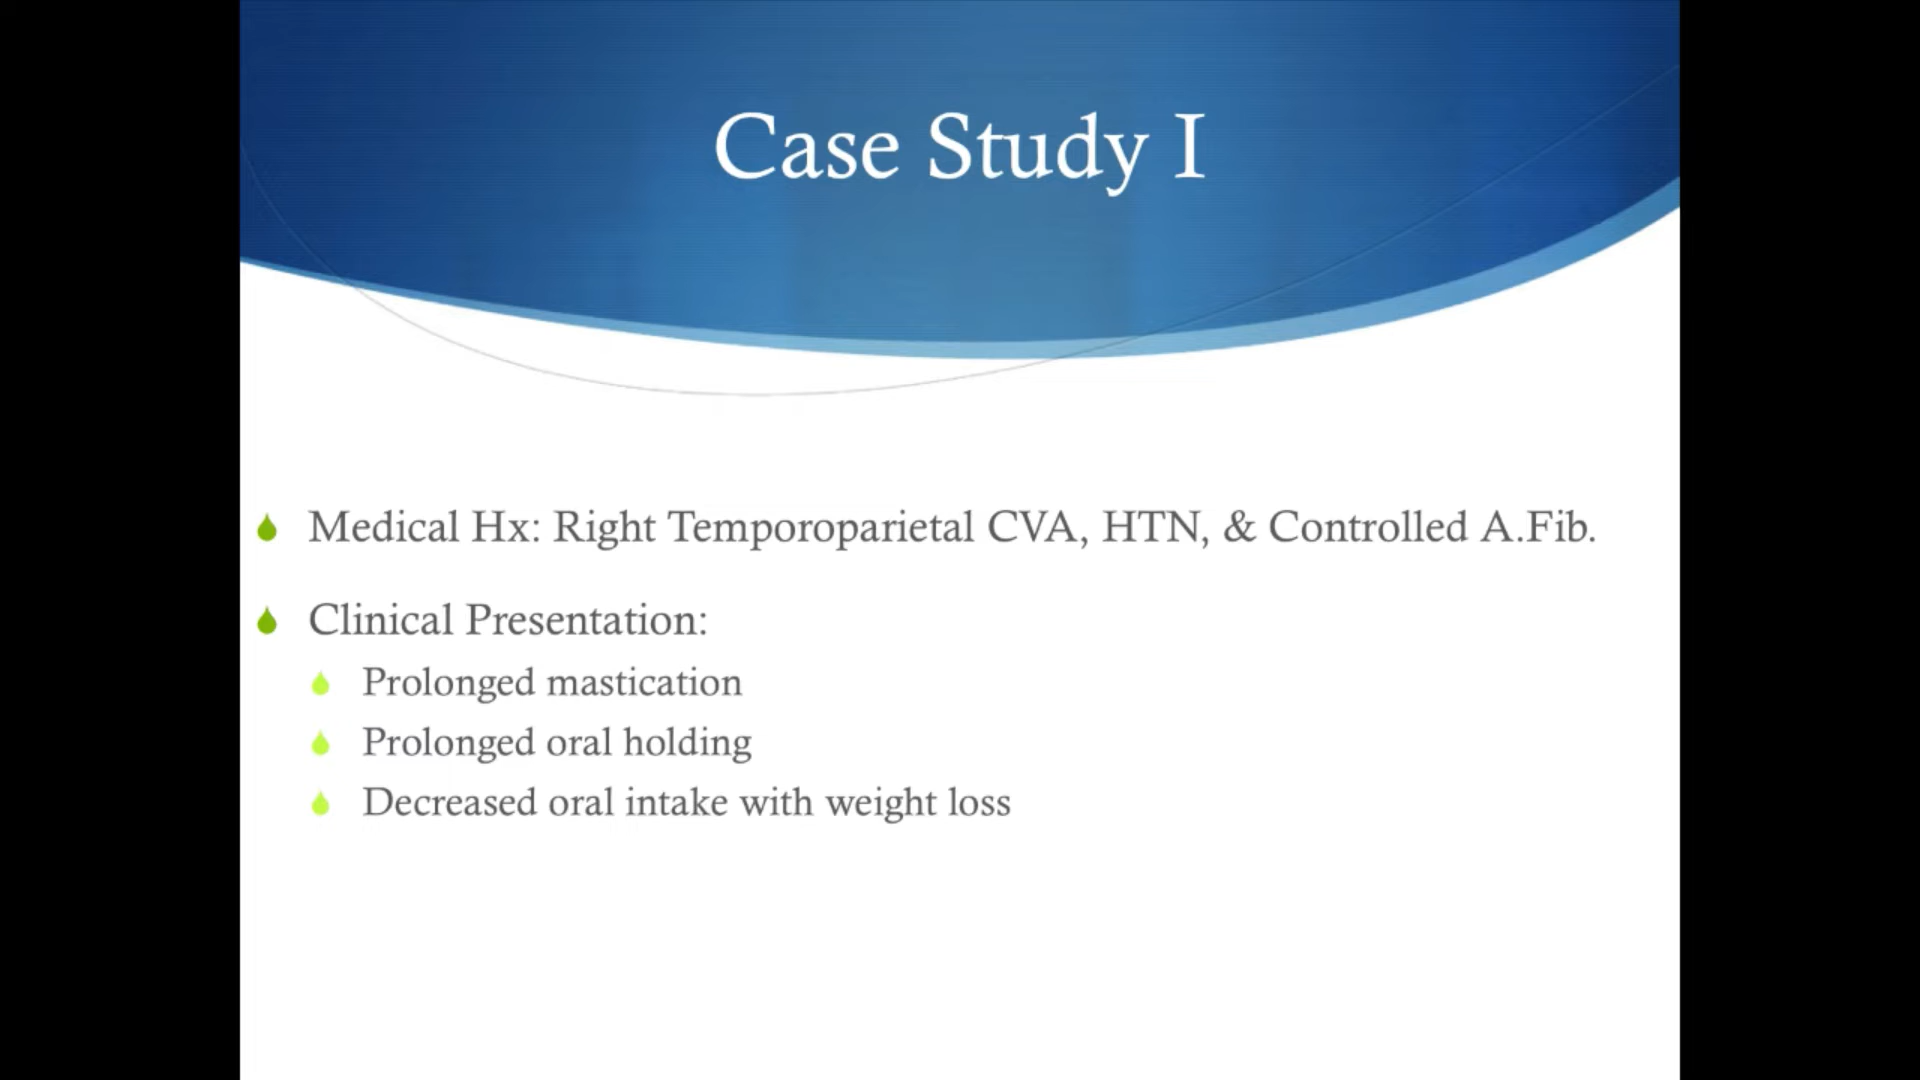 Case Study I
Medical Hx: Right Temporoparietal CVA, HTN, & Controlled A.Fib.
Clinical Presentation:
Prolonged mastication
Prolonged oral holding
Decreased oral intake with weight loss